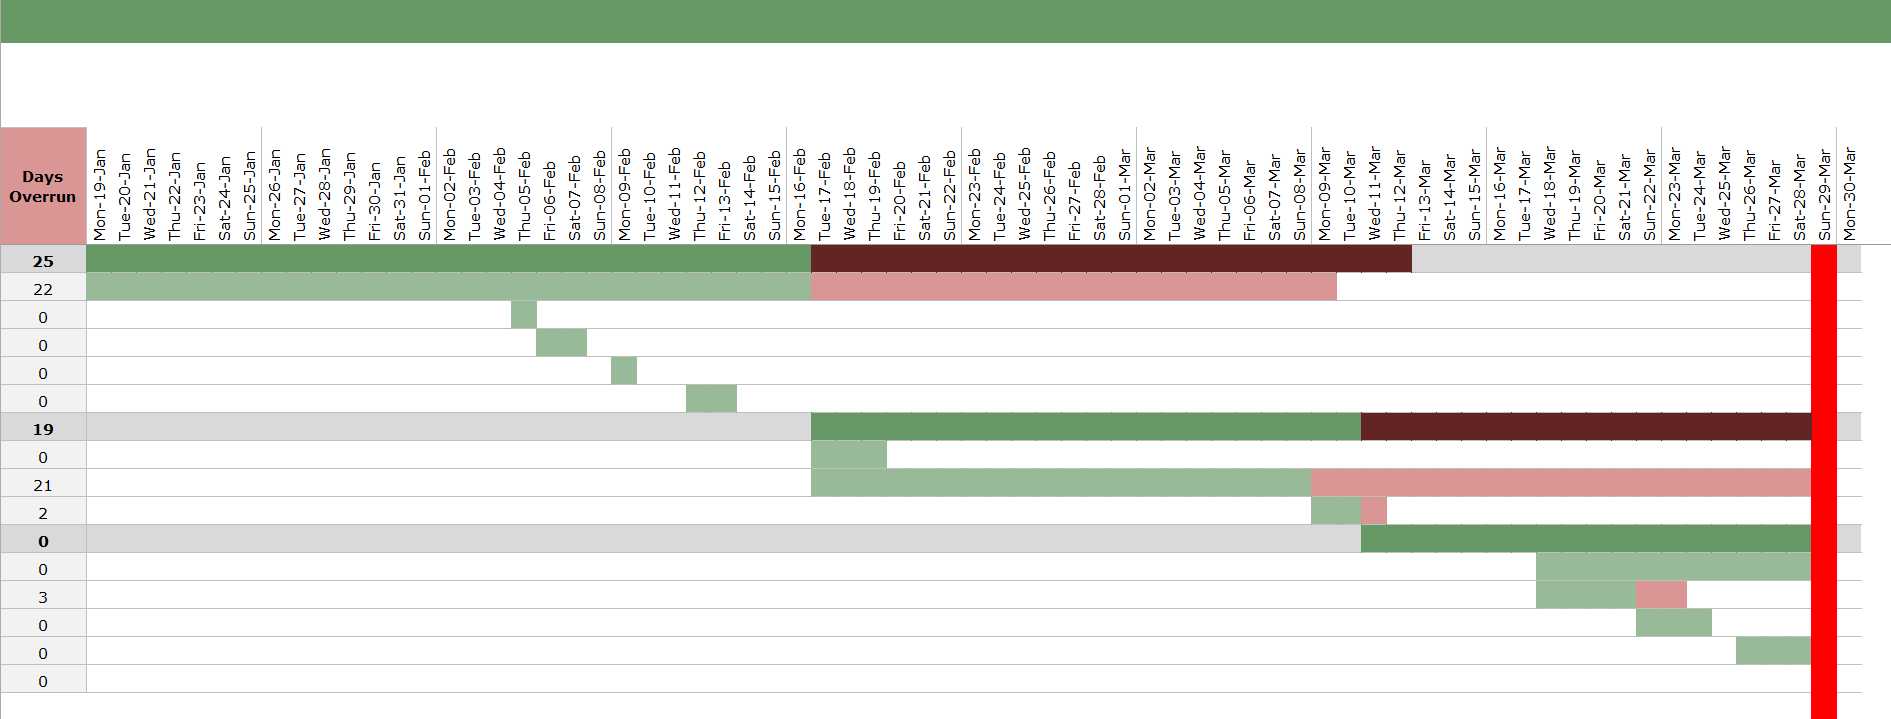 Days
Overrun
Mon-19-Jan
Tue-20-Jan
Wed-21-Jan
Thu-22-Jan
Fri-23-Jan
Sat-24-Jan
Sun-25-Jan
Mon-26-Jan
Tue-27-Jan
Wed-28-Jan
Thu-29-Jan
Fri-30-Jan
Sat-31-Jan
Sun-01-Feb
Mon-02-Feb
Tue-03-Feb
Wed-04-Feb
Thu-05-Feb
Fri-06-Feb
Sat-07-Feb
Sun-08-Feb
Mon-09-Feb
Tue-10-Feb
Wed-11-Feb
Thu-12-Feb
Fri-13-Feb
Sat-14-Feb
Sun-15-Feb
Mon-16-Feb
Tue-17-Feb
Wed-18-Feb
Thu-19-Feb
Fri-20-Feb
Sat-21-Feb
Sun-22-Feb
Mon-23-Feb
Tue-24-Feb
Wed-25-Feb
Thu-26-Feb
Fri-27-Feb
Sat-28-Feb
Sun-01-Mar
Mon-02-Mar
Tue-03-Mar
Wed-04-Mar
Thu-05-Mar
Fri-06-Mar
Sat-07-Mar
Sun-08-Mar
Mon-09-Mar
Tue-10-Mar
Wed-11-Mar
Thu-12-Mar
Fri-13-Mar
Sat-14-Mar
Sun-15-Mar
Mon-16-Mar
Tue-17-Mar
Wed-18-Mar
Thu-19-Mar
Fri-20-Mar
Sat-21-Mar
Sun-22-Mar
Mon-23-Mar
Tue-24-Mar
Wed-25-Mar
Thu-26-Mar
Fri-27-Mar
Sat-28-Mar
Sun-29-Mar
Mon-30-Mar
25
22
0
0
0
0
19
0
21
2
0
0
3
0
0
0